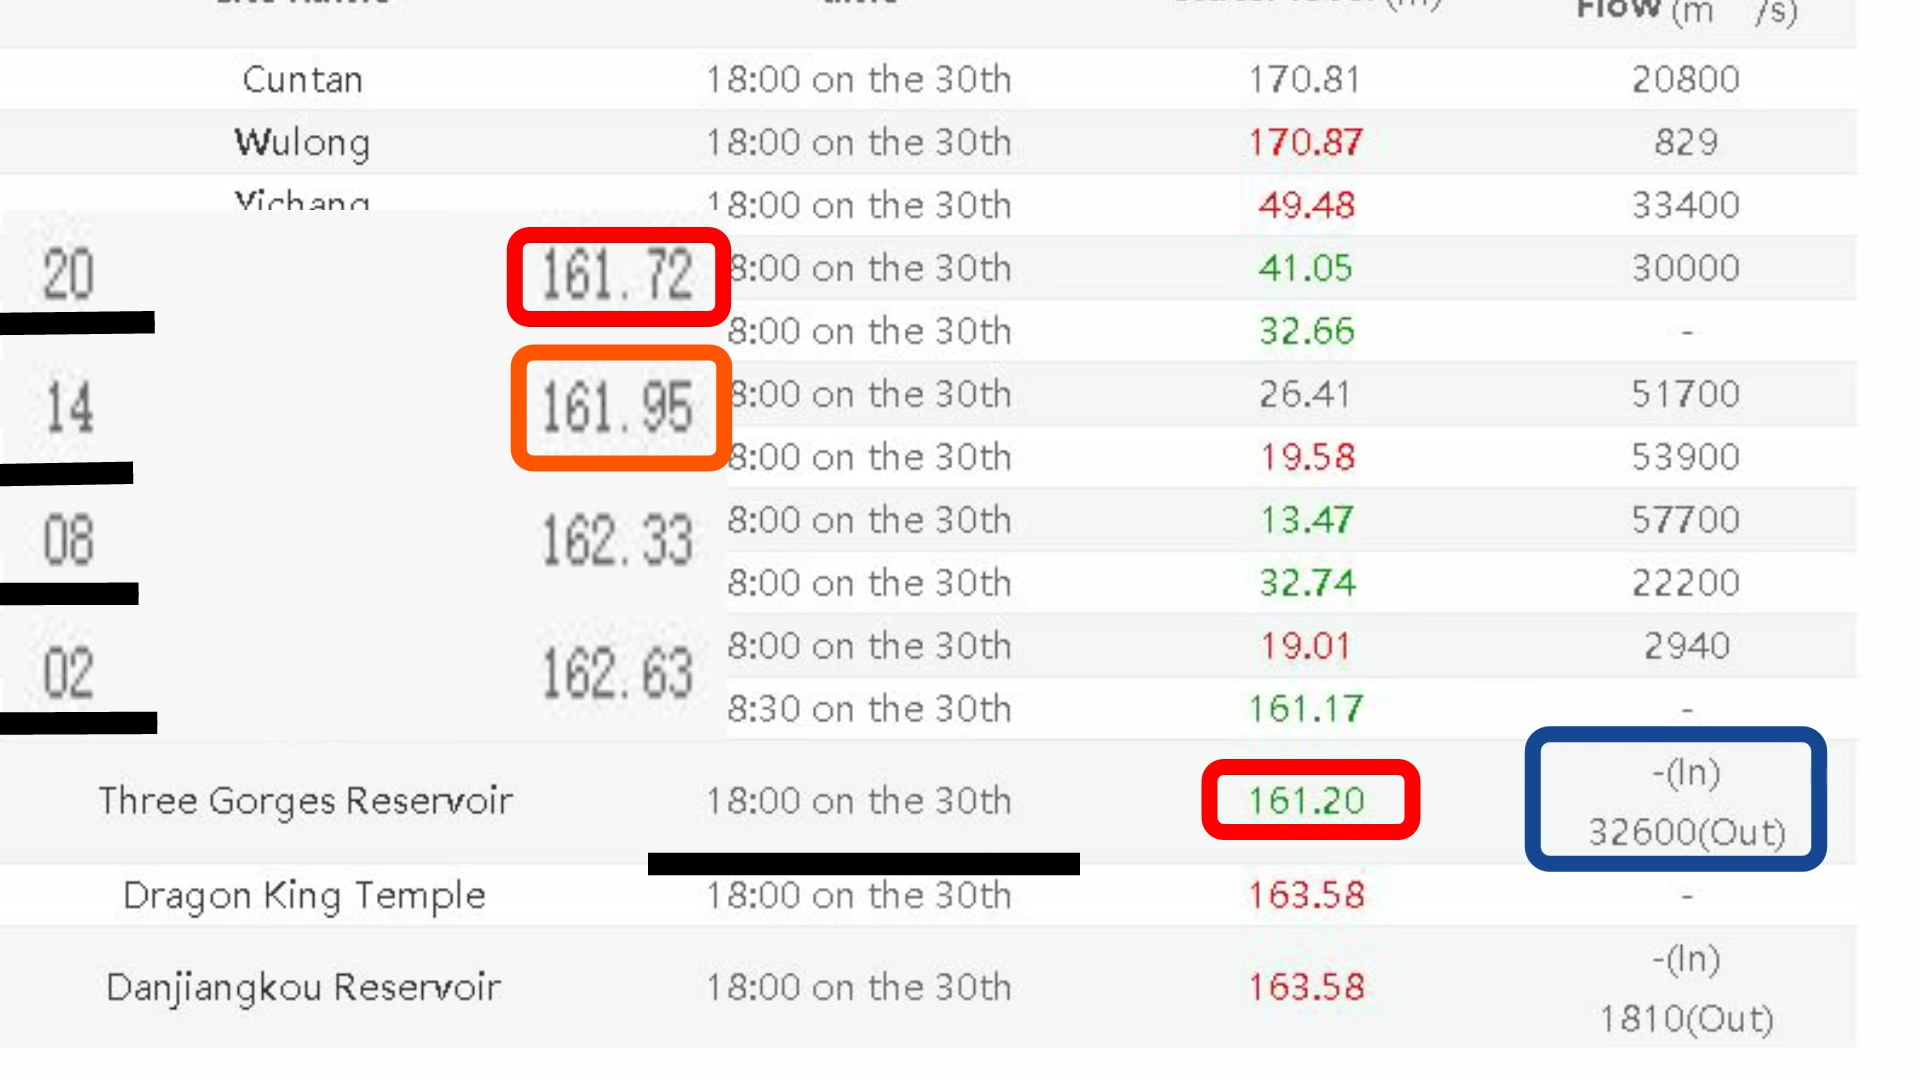 Site Name time water level (m) Flow (m /s)
Cuntan 18:00 on the 30th 170.81 20800
Wulong 18:00 on the 30th 170.87 829
Yichang 18:00 on the 30th 49.48 33400
20 161.72 8:00 on the 30th 41.05 30000
8:00 on the 30th 32.66 -
14 161.95 8:00 on the 30th 26.41 51700
8:00 on the 30th 19.58 53900
08 162.33 8:00 on the 30th 13.47 57700
8:00 on the 30th 32.74 22200
02 162.63 8:00 on the 30th 19.01 2940
8:30 on the 30th 161.17 -
-(In)
Three Gorges Reservoir 18:00 on the 30th 161.20
32600(Out)
Dragon King Temple 18:00 on the 30th 163.58 -
-(In)
Danjiangkou Reservoir 18:00 on the 30th 163.58
1810(Out)